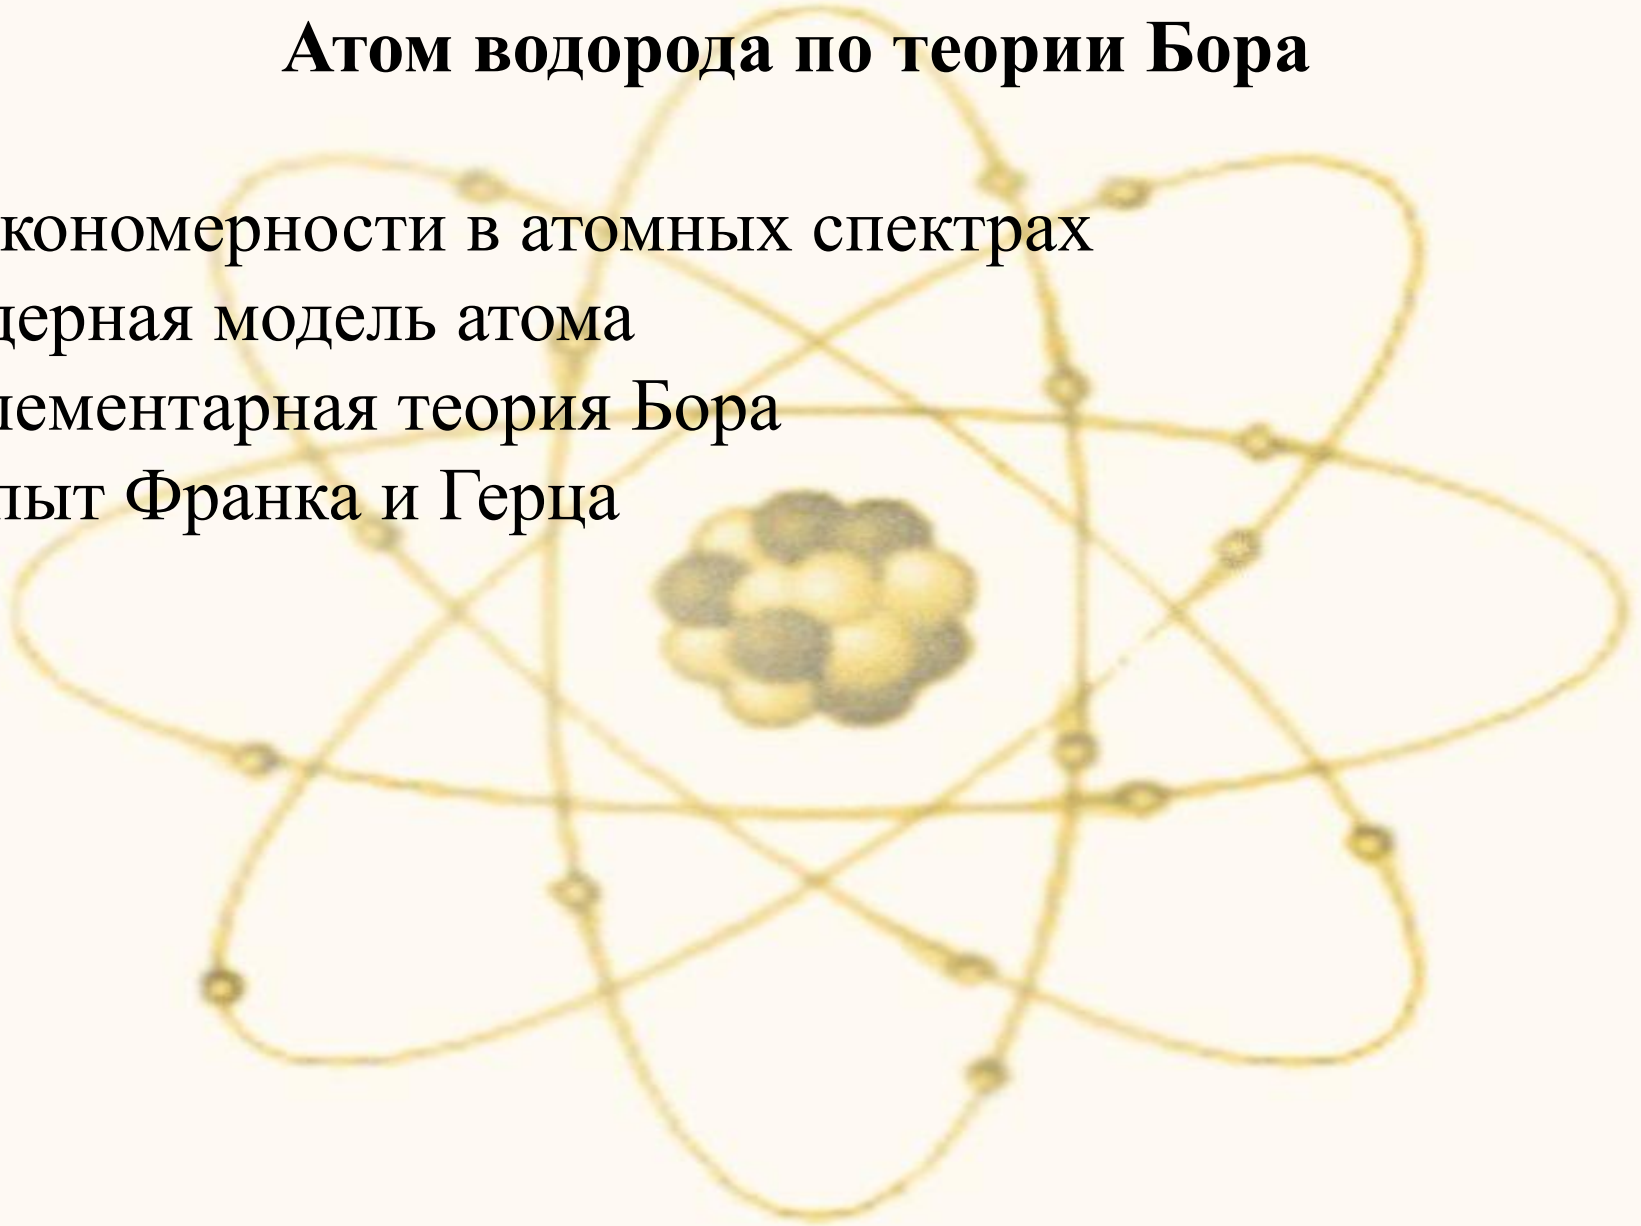 Атом водорода по теории Бора
кономерности в атомных спектрах
дерная модель атома
лементарная теория Бора
пыт Франка и Герца